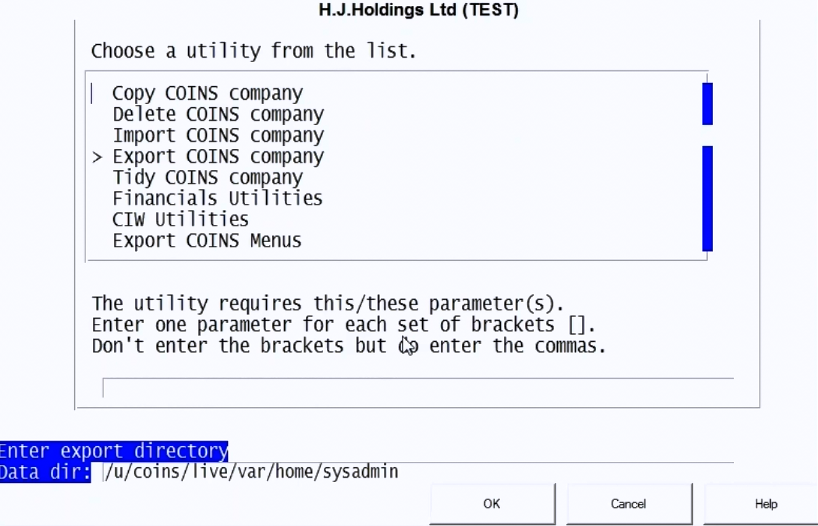 H.J.Holdings Ltd (TEST)
Choose a utility from the list.
Copy COINS company
Delete COINS company
Import COINS company
> Export COINS company
Tidy COINS company
Financials Utilities
CIW Utilities
Export COINS Menus
The utility requires this/these parameter(s).
Enter one parameter for each set of brackets [].
Don't enter the brackets but do enter the commas.
Enter export directory
Data dir: /u/coins/live/var/home/sysadmin
OK Cancel Help